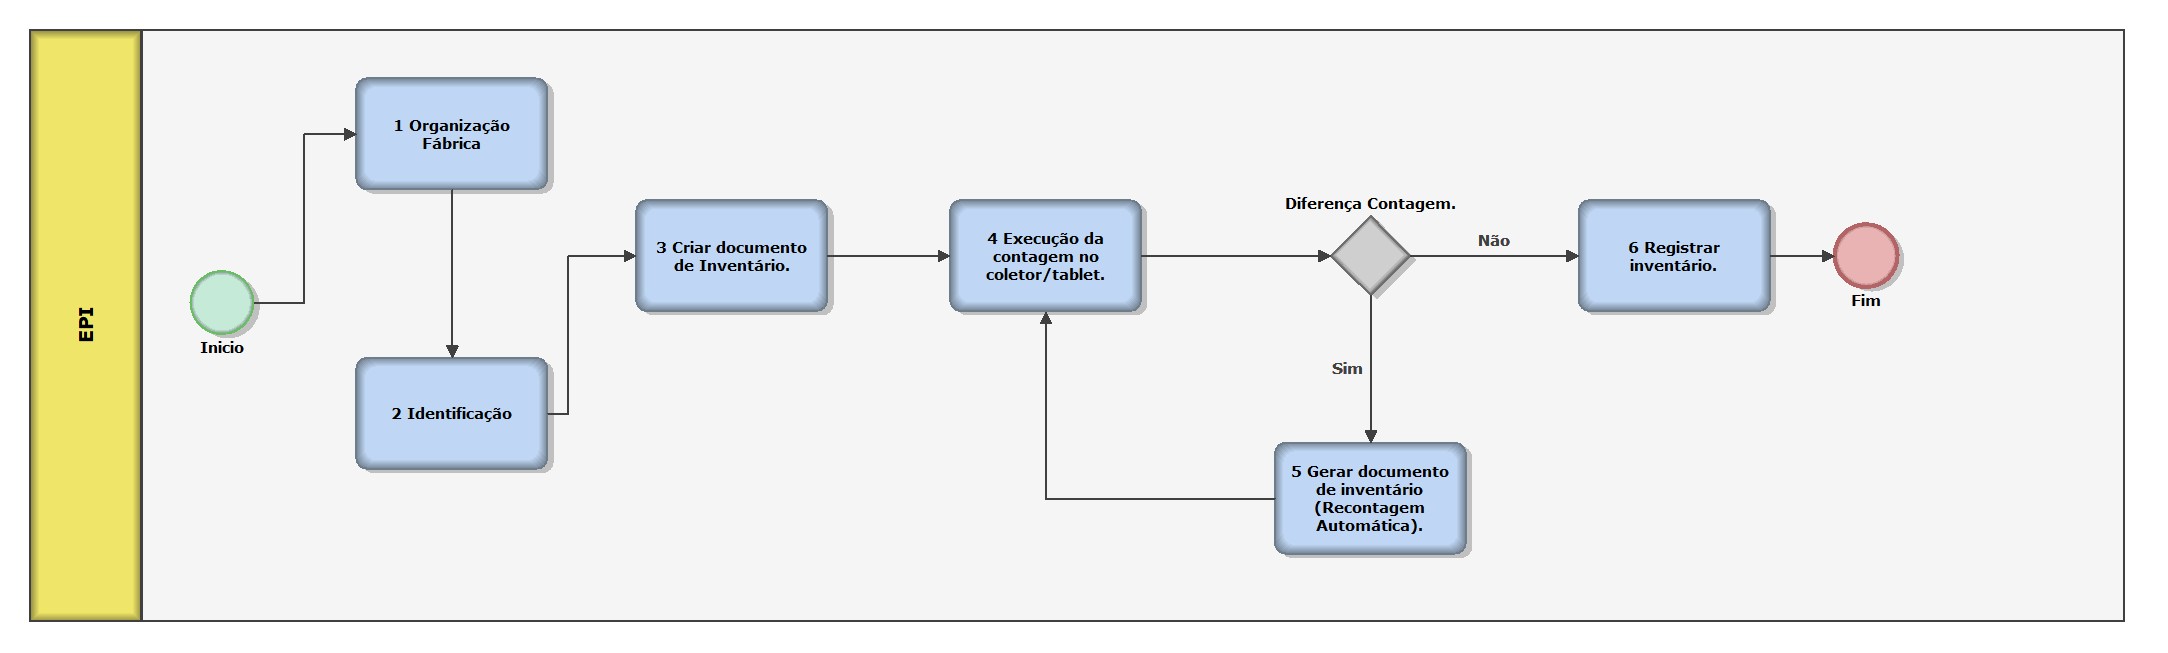 EPI
Inicio
1 Organização
Fábrica
2 Identificação
3 Criar documento
de Inventário.
4 Execução da
contagem no
coletor/tablet.
Diferença Contagem.
Não
Sim
5 Gerar documento
de inventário
(Recontagem
Automática).
6 Registrar
inventário.
Fim